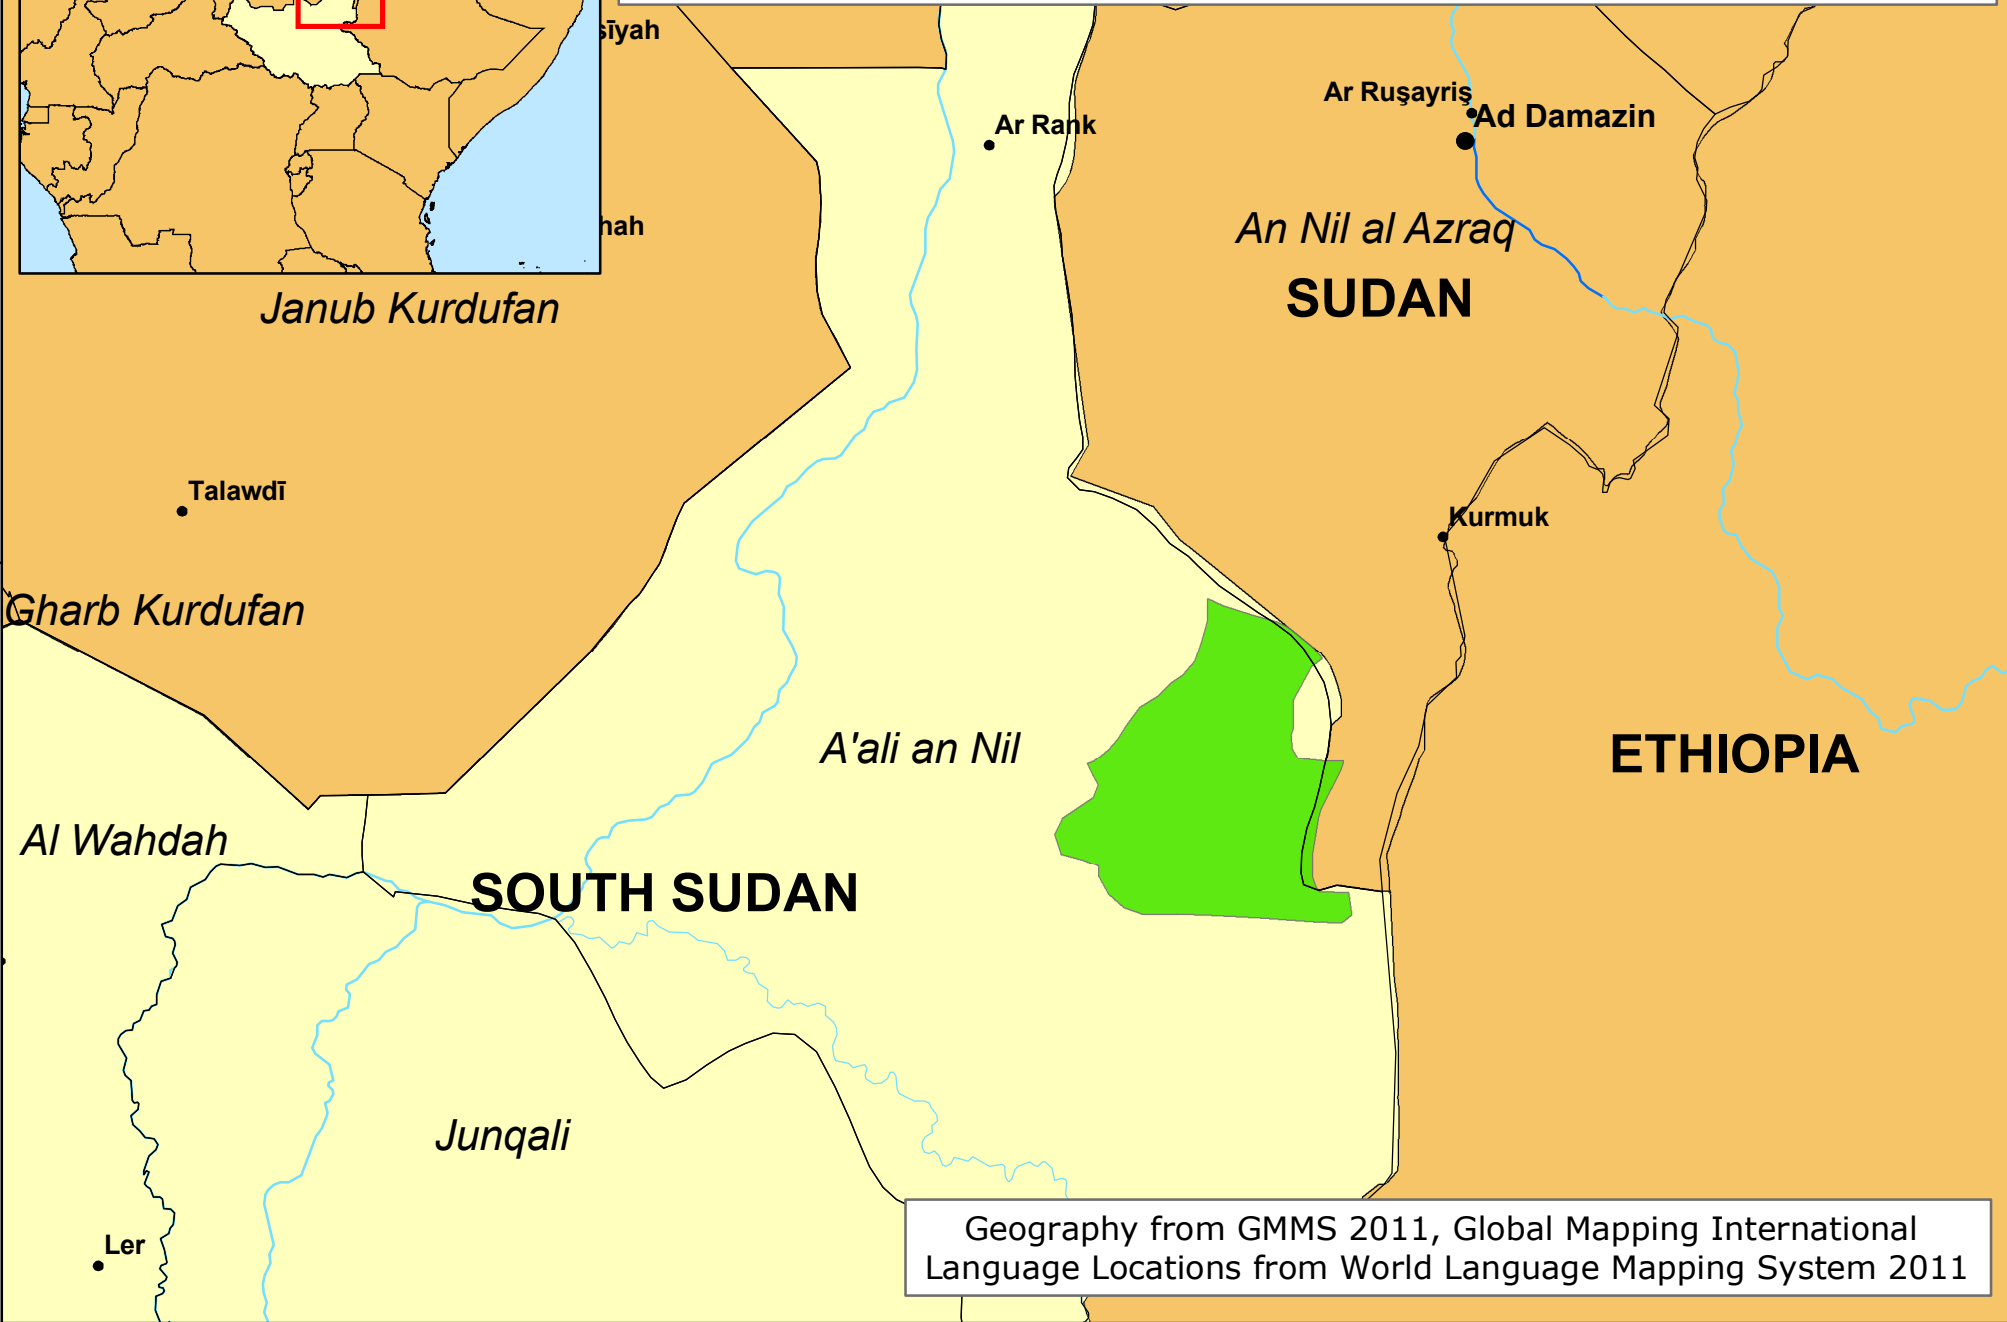 sīyah
Ar Ruşayriş
Ad Damazin
Ar Rank
hah
An Nil al Azraq
SUDAN
Janub Kurdufan
Talawdī
Kurmuk
Gharb Kurdufan
A'ali an Nil
ETHIOPIA
Al Wahdah
SOUTH SUDAN
Junqali
Ler
Geography from GMMS 2011, Global Mapping International
Language Locations from World Language Mapping System 2011